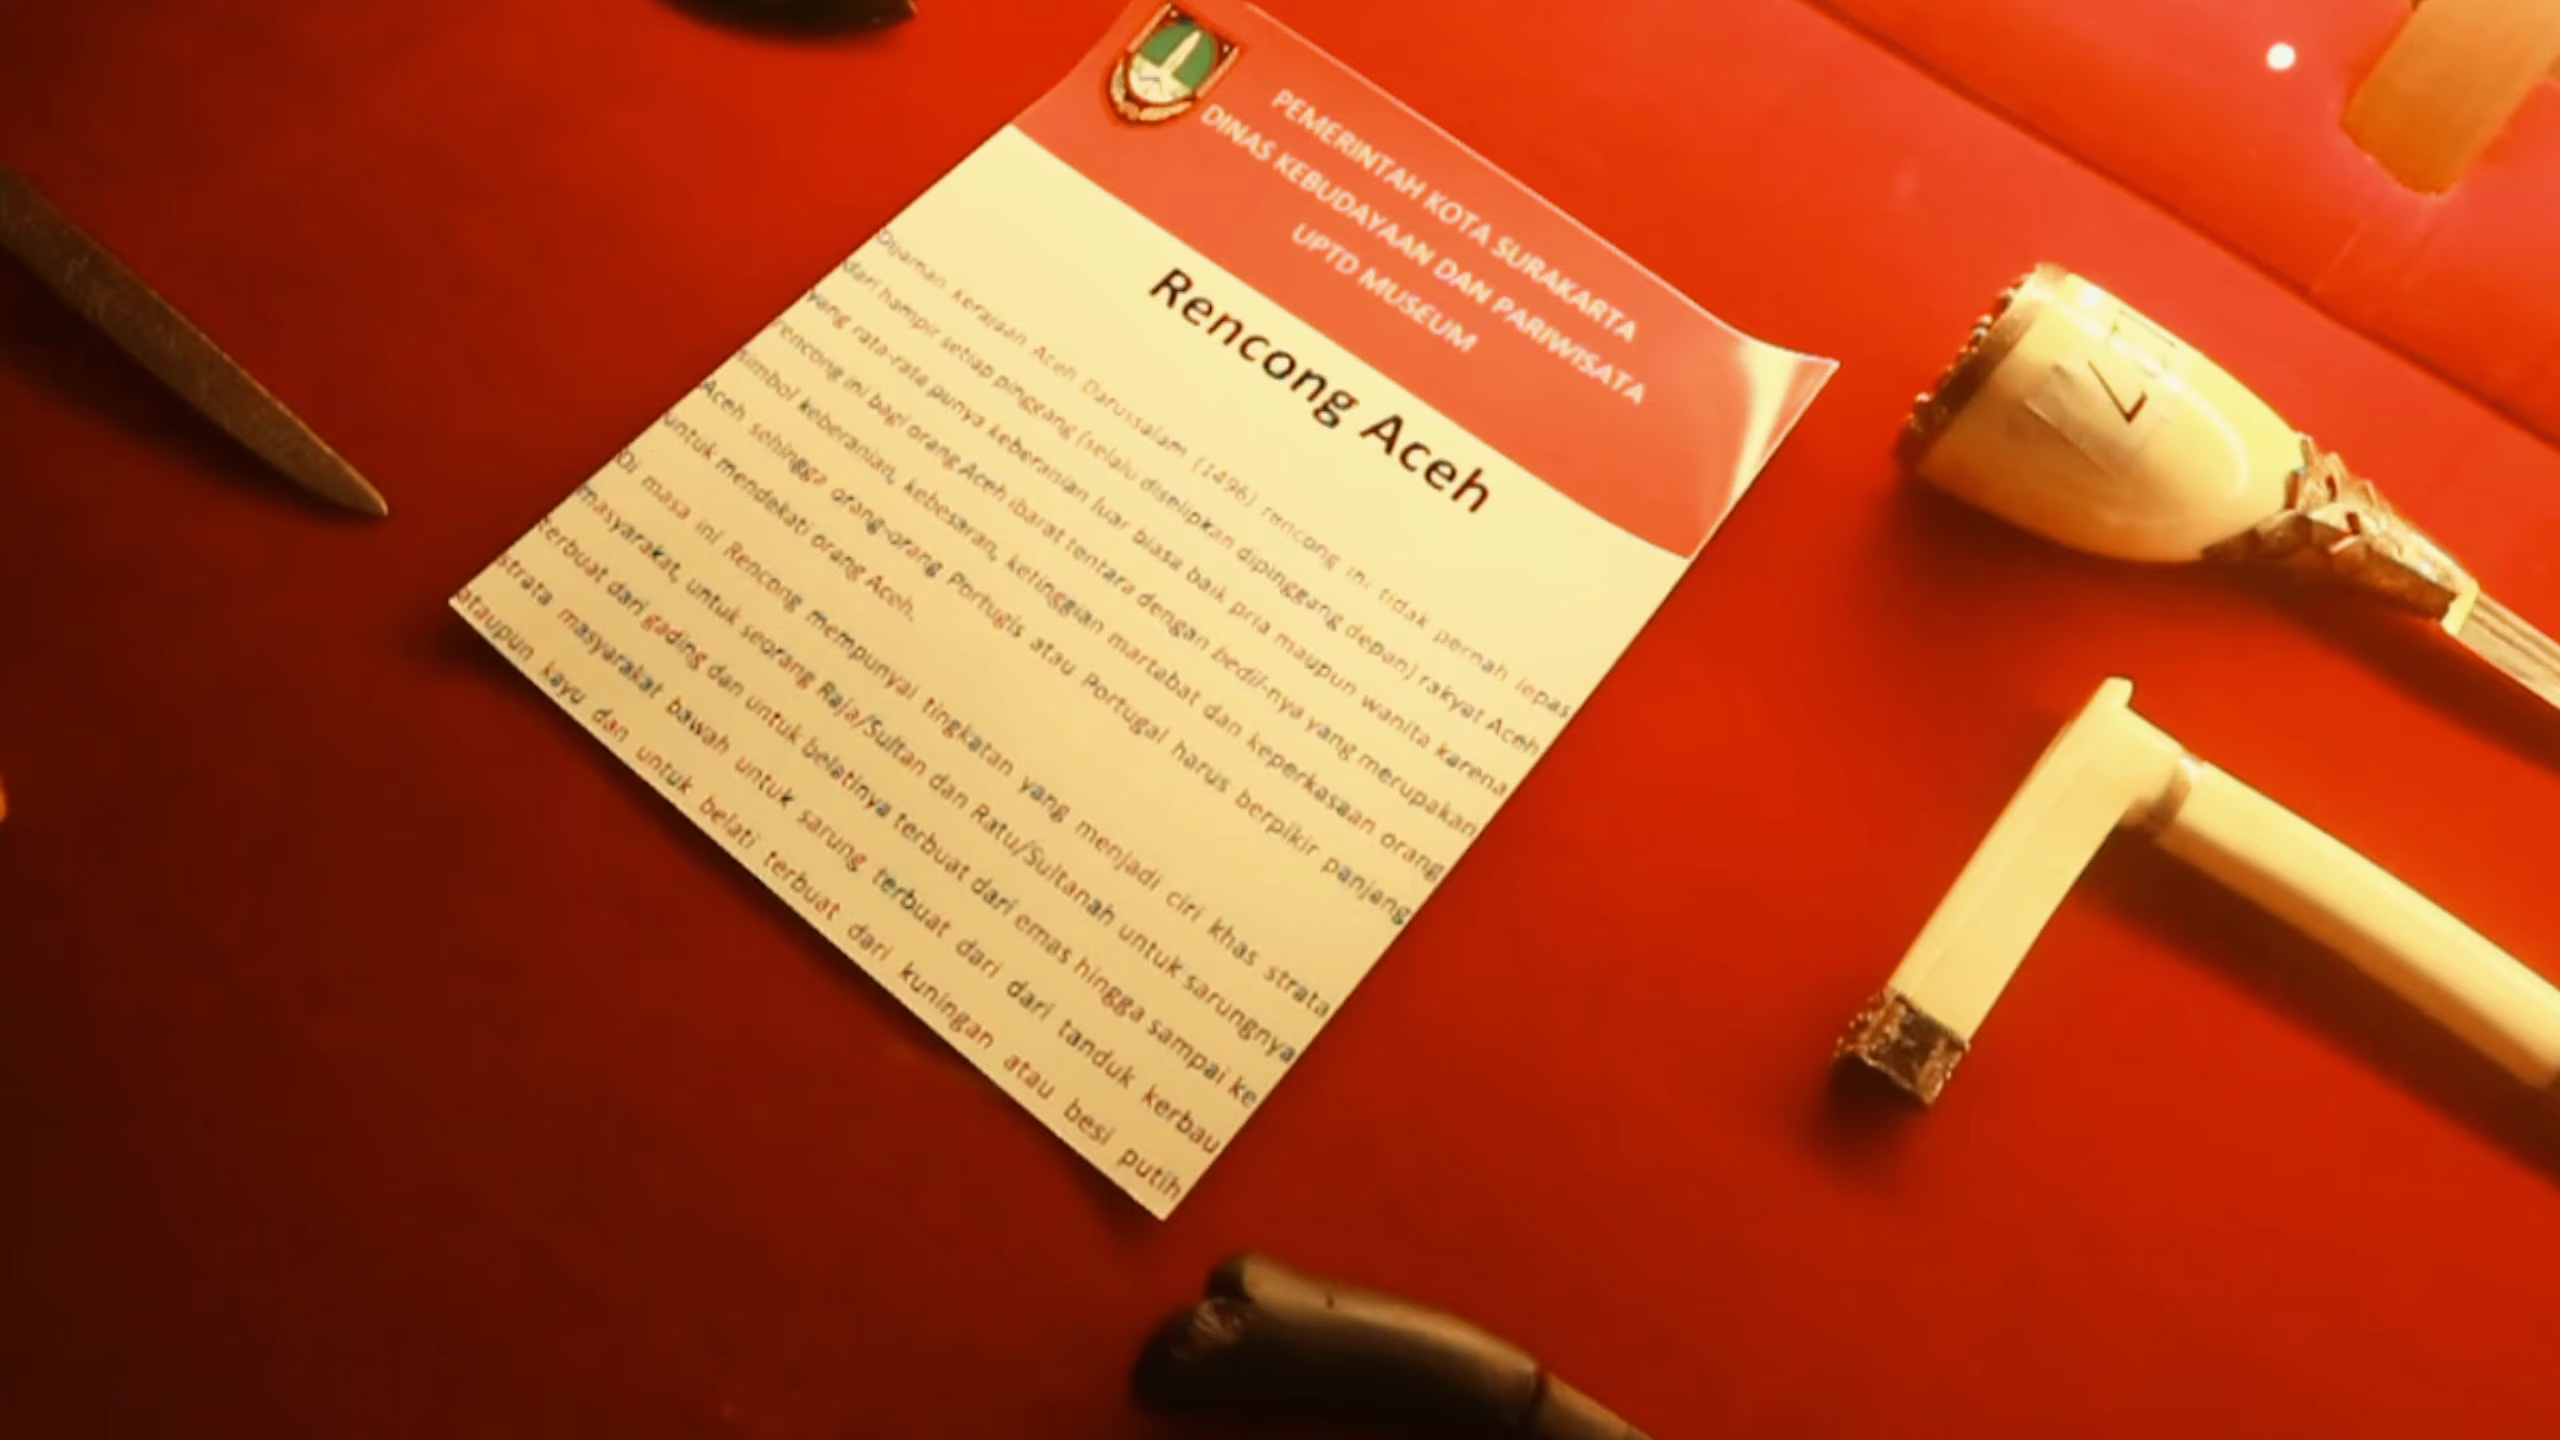 PEMERINTAH KOTA SURAKARTA
DINAS KEBUDAYAAN DAN PARIWISATA
UPTD MUSEUM
Rencong Aceh
Dijaman Kerajaan Aceh Darussalam (1496) rencong ini tidak pernah lepas
dari hampir setiap pinggang (selalu diselipkan dipinggang depan) rakyat Aceh
yang rata-rata punya keberanian luar biasa baik pria maupun wanita karena
rencong ini bagi orang Aceh ibarat tentara dengan bedil-nya yang merupakan
simbol keberanian, kebesaran, ketinggian martabat dan keperkasaan orang
Aceh sehingga orang-orang Portugis atau Portugal harus berpikir panjang
untuk mendekati orang Aceh.
Di masa ini Rencong mempunyai tingkatan yang menjadi ciri khas strata
masyarakat, untuk seorang Raja/Sultan dan Ratu/Sultanah untuk sarungnya
terbuat dari gading dan untuk belatinya terbuat dari emas hingga sampai ke
strata masyarakat bawah untuk sarung terbuat dari dari tanduk kerbau
ataupun kayu dan untuk belati terbuat dari kuningan atau besi putih